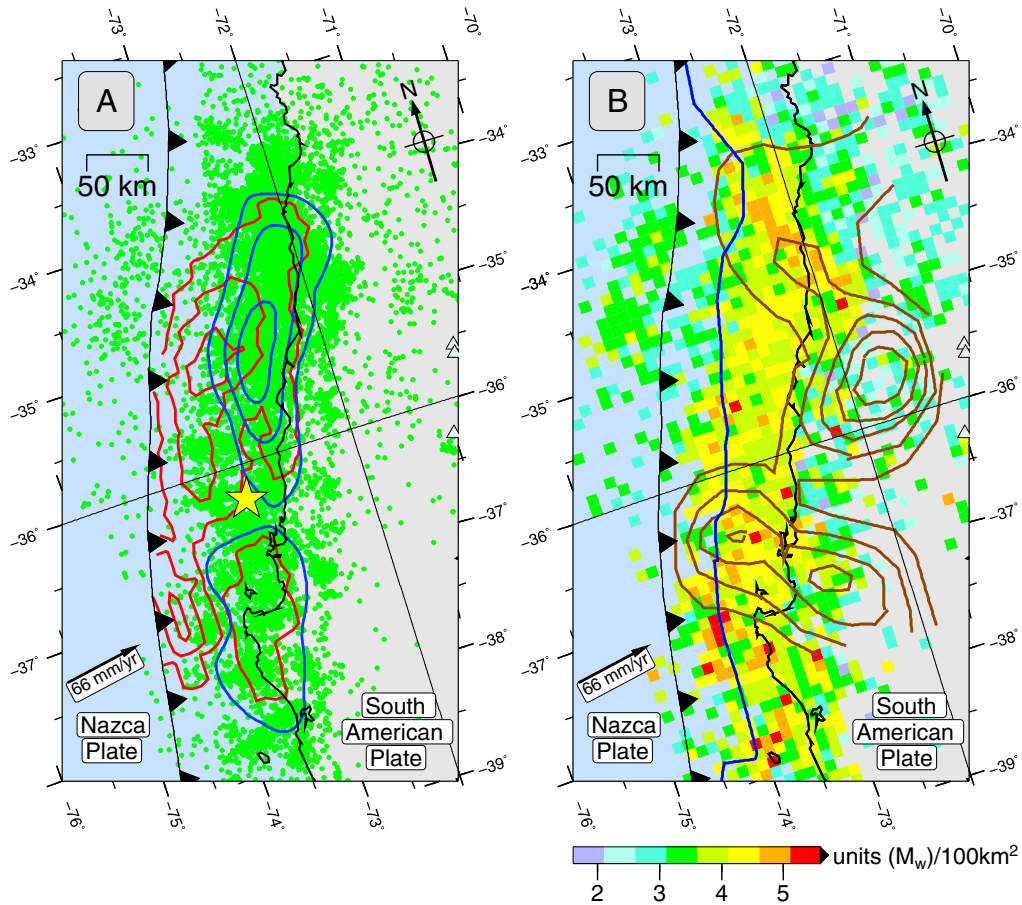 −73° −72° −71° −70°
A
N
50 km
−33°
−34°
−35°
−36°
−37°
−34°
−35°
−36°
−37°
−38°
−39°
66 mm/yr
Nazca
Plate
South
American
Plate
−76° −75° −74° −73°
−73° −72° −71° −70°
B
N
50 km
−33°
−34°
−35°
−36°
−37°
−34°
−35°
−36°
−37°
−38°
−39°
66 mm/yr
Nazca
Plate
South
American
Plate
−76° −75° −74° −73°
2 3 4 5
units (Mw)/100km²